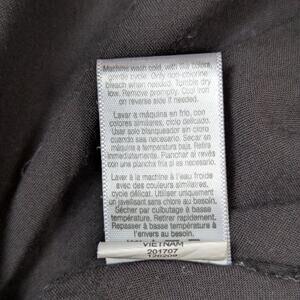 Machine wash cold, with like colors
gentle cycle. Only non-chlorine
bleach when needed. Tumble dry
low. Remove promptly. Cool iron
on reverse side if needed.
Lavar a máquina en frío, con
colores similares, ciclo delicado.
Usar solo blanqueador sin cloro
cuando sea necesario. Secar en
máquina a temperatura baja. Retire
inmediatamente. Planchar al revés
con una plancha tibia cuando sea
necesario.
Laver à la machine à l'eau froide
avec des couleurs similaires,
cycle délicat. Utiliser uniquement
un javellisant sans chlore au besoin.
Sécher par culbutage à basse
température. Retirer rapidement.
Repasser à basse température à
l'envers au besoin.
VIETNAM
201707